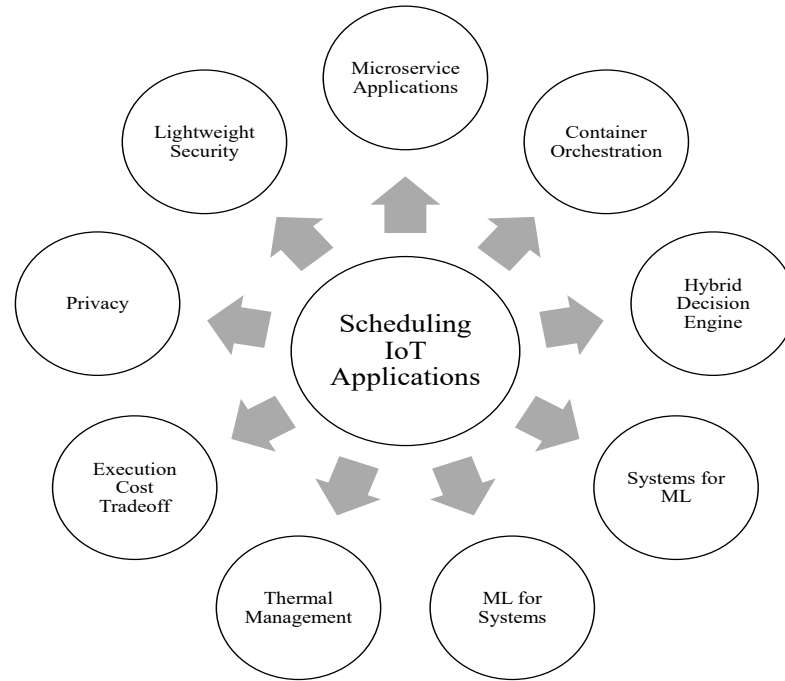 Microservice
Applications
Container
Orchestration
Hybrid
Decision
Engine
Systems for
ML
ML for
Systems
Thermal
Management
Execution
Cost
Tradeoff
Privacy
Lightweight
Security
Scheduling
IoT
Applications